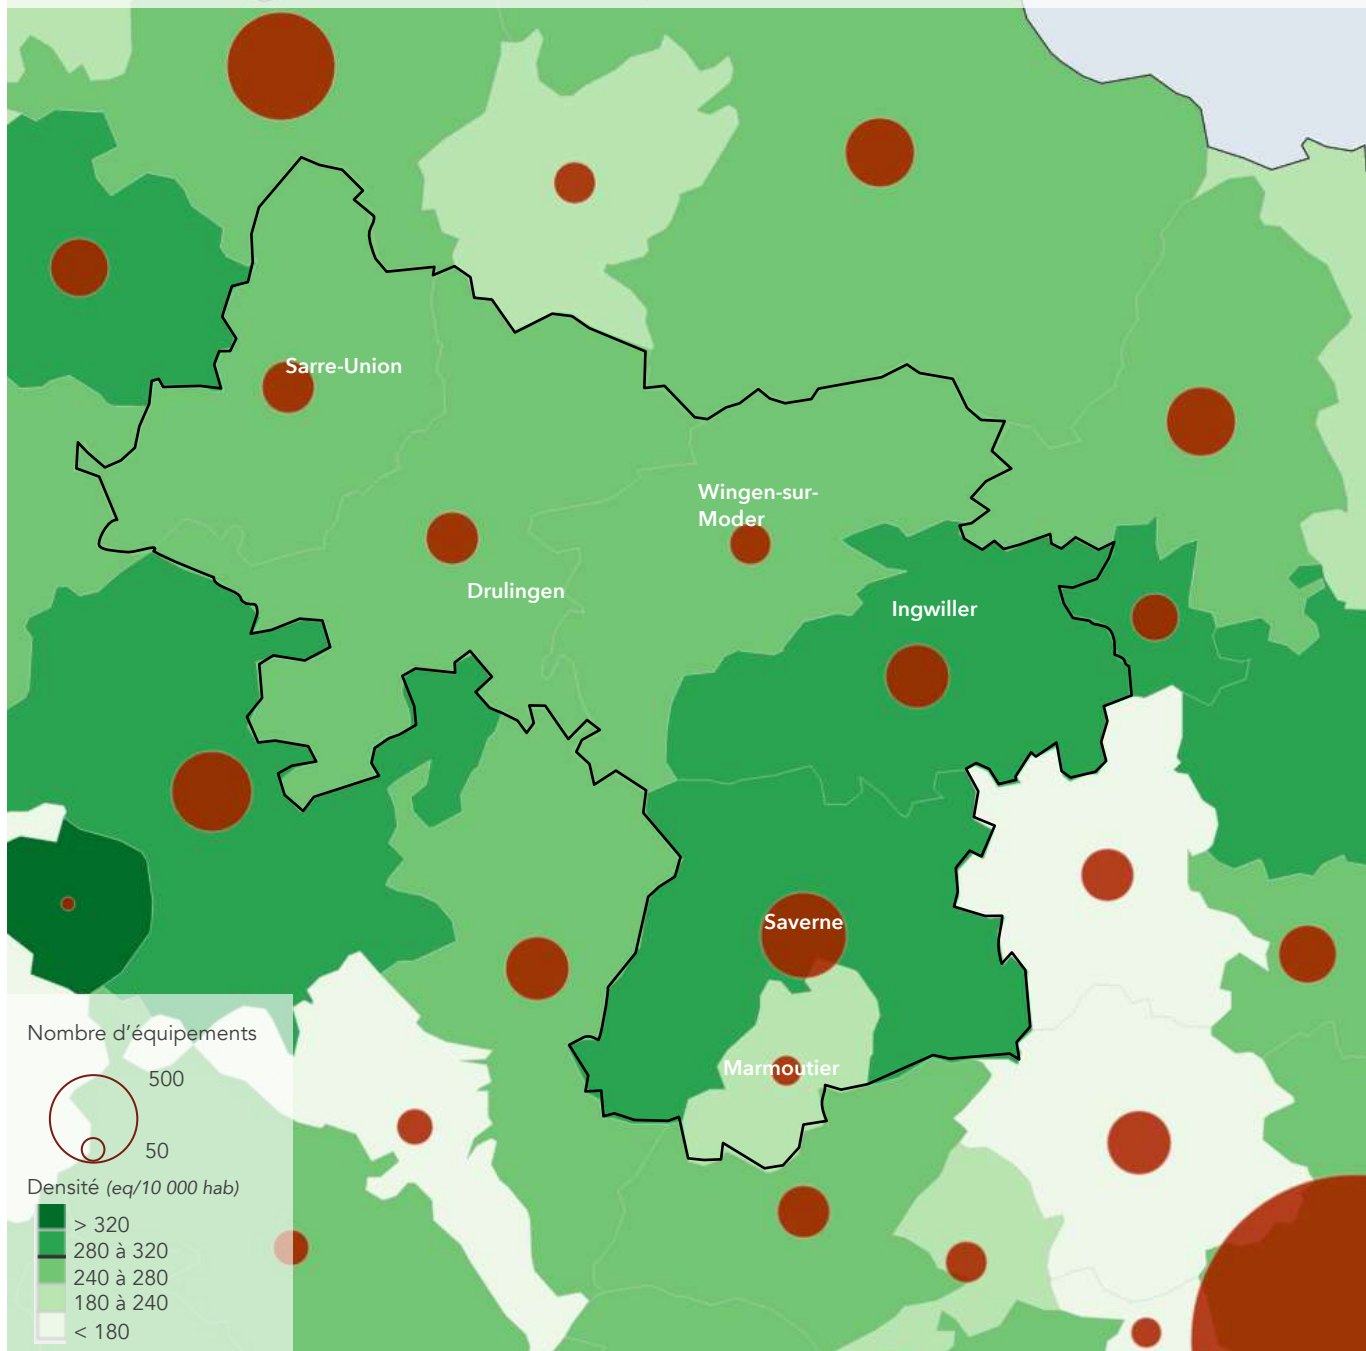 Sarre-Union
Wingen-sur-
Moder
Drulingen
Ingwiller
Saverne
Marmoutier
Nombre d'équipements
500
50
Densité (eq/10 000 hab)
> 320
280 à 320
240 à 280
180 à 240
< 180